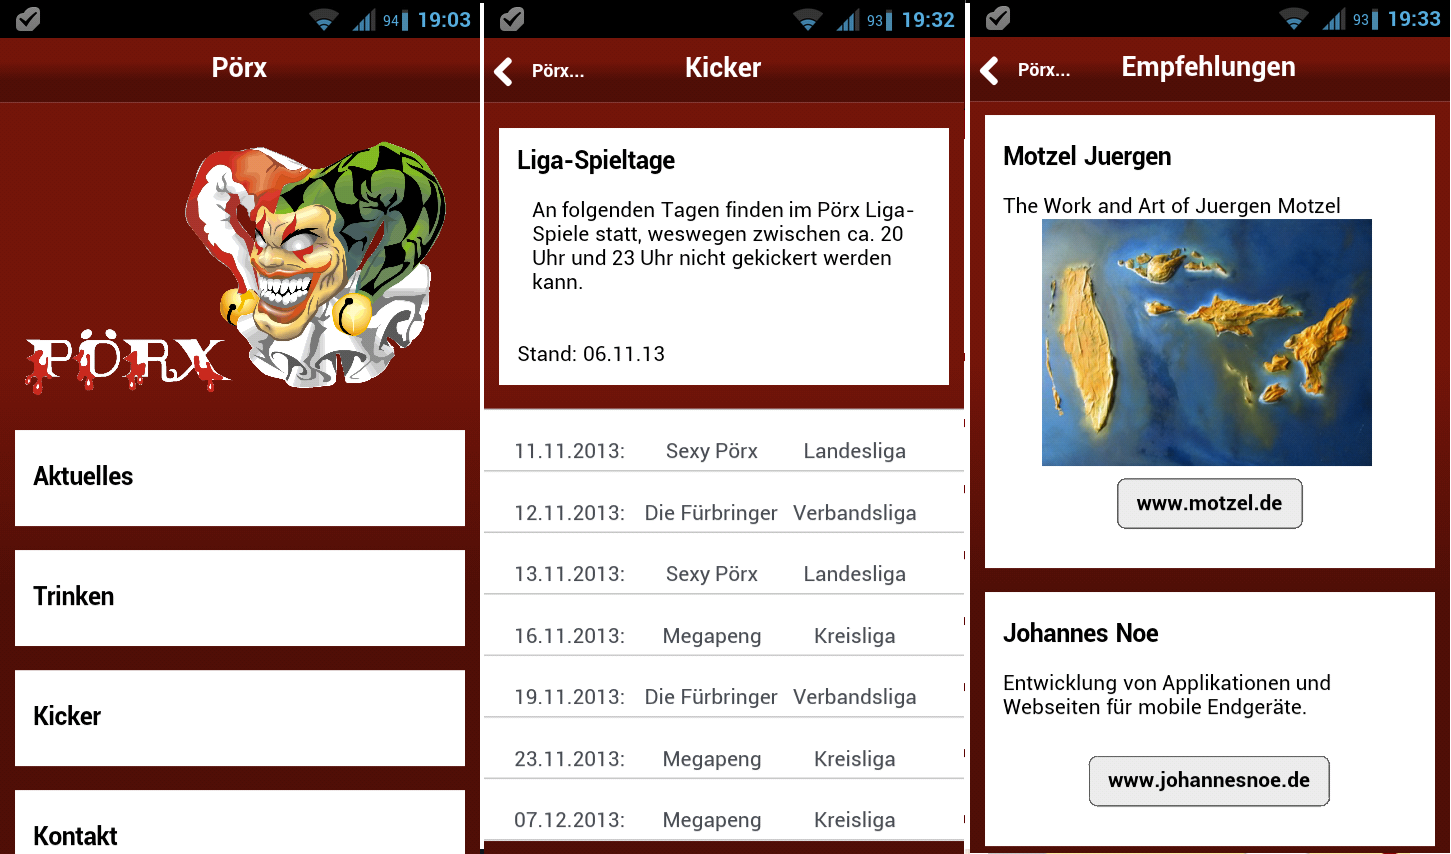 94 19:03
Pörx
PÖRX
Aktuelles
Trinken
Kicker
Kontakt
93 19:32
Pörx... Kicker
Liga-Spieltage
An folgenden Tagen finden im Pörx Liga-
Spiele statt, weswegen zwischen ca. 20
Uhr und 23 Uhr nicht gekickert werden
kann.
Stand: 06.11.13
11.11.2013: Sexy Pörx Landesliga
12.11.2013: Die Fürbringer Verbandsliga
13.11.2013: Sexy Pörx Landesliga
16.11.2013: Megapeng Kreisliga
19.11.2013: Die Fürbringer Verbandsliga
23.11.2013: Megapeng Kreisliga
07.12.2013: Megapeng Kreisliga
93 19:33
Pörx... Empfehlungen
Motzel Juergen
The Work and Art of Juergen Motzel
www.motzel.de
Johannes Noe
Entwicklung von Applikationen und
Webseiten für mobile Endgeräte.
www.johannesnoe.de